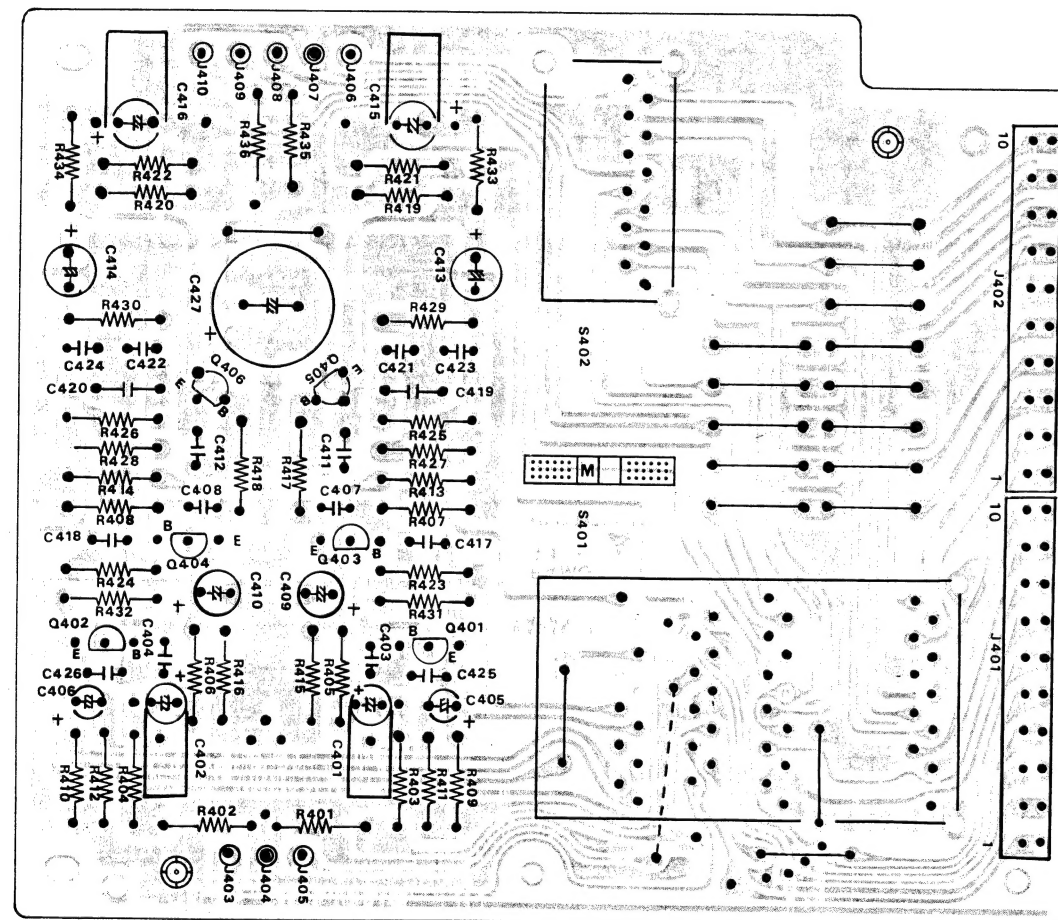 J410
J409
J408
J407
J406
C416
C415
+
+
R436
R435
R434
R433
R422
R421
R420
R419
10
+
+
C414
C413
C427
J402
R430
R429
+
S402
C424
C422
Q406
Q405
C421
C423
E
E
C420
C419
B
B
R426
R425
R428
C412
R418
R417
C411
R427
M
R414
R413
1
C408
C407
R408
R407
10
S401
C418
B
E
E
B
C417
Q404
Q403
R424
R423
C410
C409
R432
R431
+
+
Q402
Q401
E
B
C404
C403
B
E
J401
C426
C425
R406
R416
R415
R405
C406
+
+
C405
+
+
C402
C401
R410
R412
R404
R403
R411
R409
R402
R401
1
J403
J404
J405